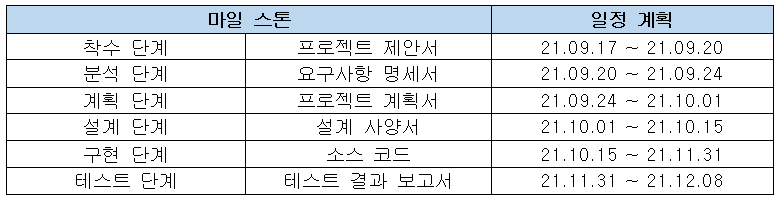 마일 스톤 일정 계획
착수 단계 프로젝트 제안서 21.09.17 ~ 21.09.20
분석 단계 요구사항 명세서 21.09.20 ~ 21.09.24
계획 단계 프로젝트 계획서 21.09.24 ~ 21.10.01
설계 단계 설계 사양서 21.10.01 ~ 21.10.15
구현 단계 소스 코드 21.10.15 ~ 21.11.31
테스트 단계 테스트 결과 보고서 21.11.31 ~ 21.12.08